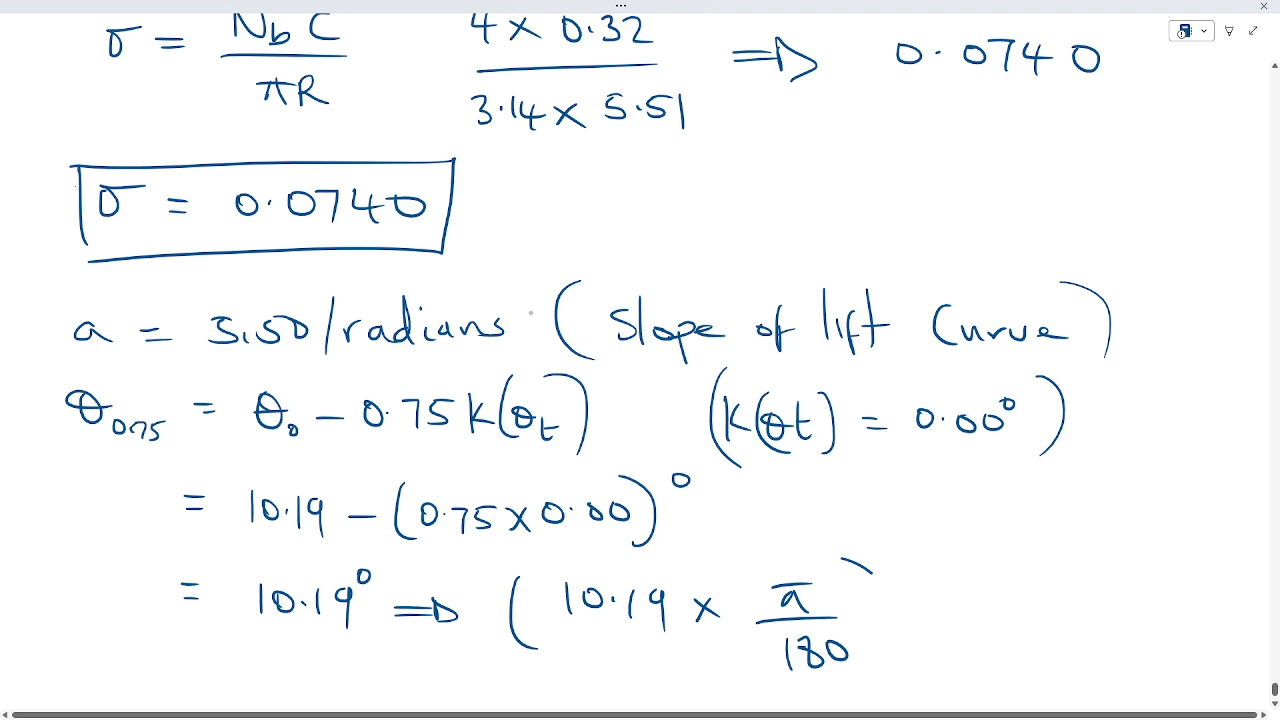 σ = N_b C / πR   4 × 0.32 / 3.14 × 5.51 ⇒ 0.0740
σ = 0.0740
a = 5.50/radians (Slope of lift Curve)
θ_0.75 = θ_0 − 0.75 K(θ_t)   (K(θt) = 0.00°)
= 10.19 − (0.75 × 0.00)°
= 10.19° ⇒ (10.19 × π / 180